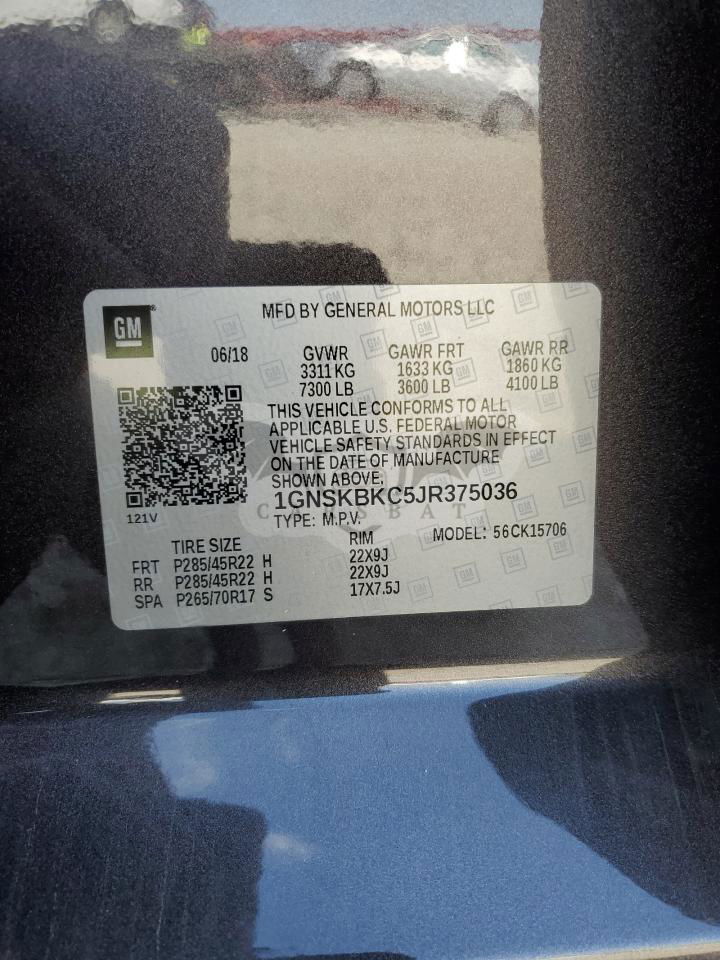 GM
MFD BY GENERAL MOTORS LLC
06/18 GVWR GAWR FRT GAWR RR
3311 KG 1633 KG 1860 KG
7300 LB 3600 LB 4100 LB
THIS VEHICLE CONFORMS TO ALL
APPLICABLE U.S. FEDERAL MOTOR
VEHICLE SAFETY STANDARDS IN EFFECT
ON THE DATE OF MANUFACTURE
SHOWN ABOVE.
1GNSKBKC5JR375036
121V
TYPE: M.P.V. MODEL: 56CK15706
TIRE SIZE RIM
FRT P285/45R22 H 22X9J
RR P285/45R22 H 22X9J
SPA P265/70R17 S 17X7.5J